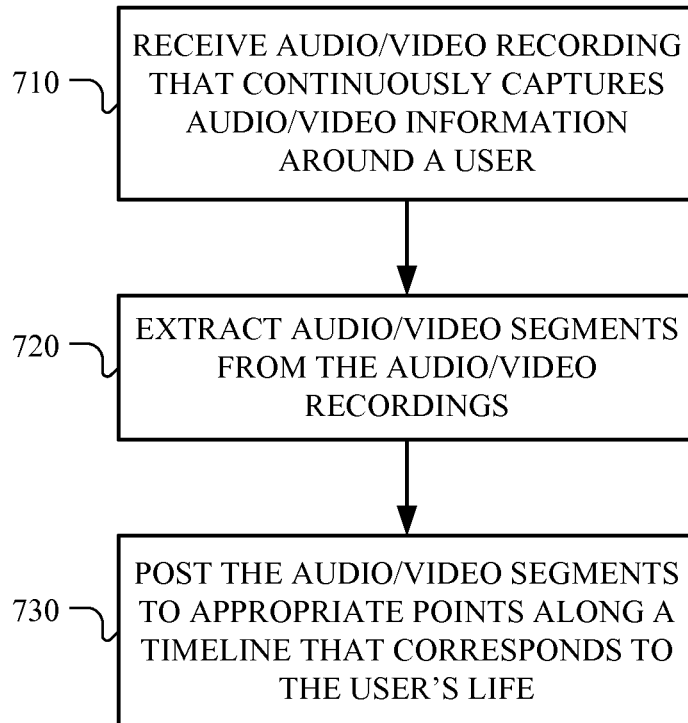 710
RECEIVE AUDIO/VIDEO RECORDING
THAT CONTINUOUSLY CAPTURES
AUDIO/VIDEO INFORMATION
AROUND A USER
720
EXTRACT AUDIO/VIDEO SEGMENTS
FROM THE AUDIO/VIDEO
RECORDINGS
730
POST THE AUDIO/VIDEO SEGMENTS
TO APPROPRIATE POINTS ALONG A
TIMELINE THAT CORRESPONDS TO
THE USER'S LIFE